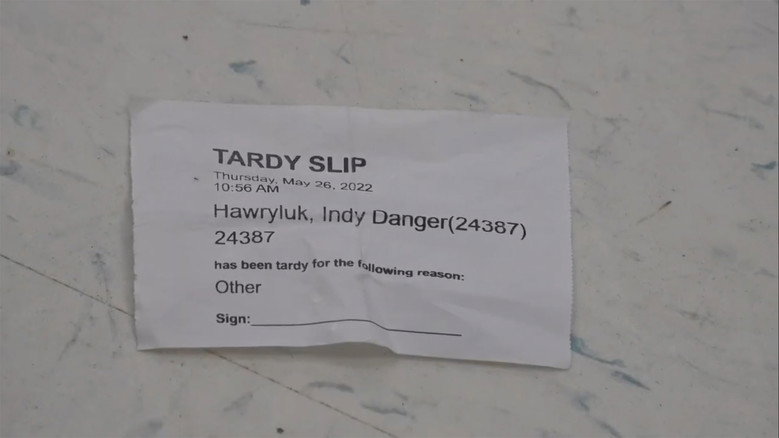 TARDY SLIP
Thursday, May 26, 2022
10:56 AM
Hawryluk, Indy Danger(24387)
24387
has been tardy for the following reason:
Other
Sign: